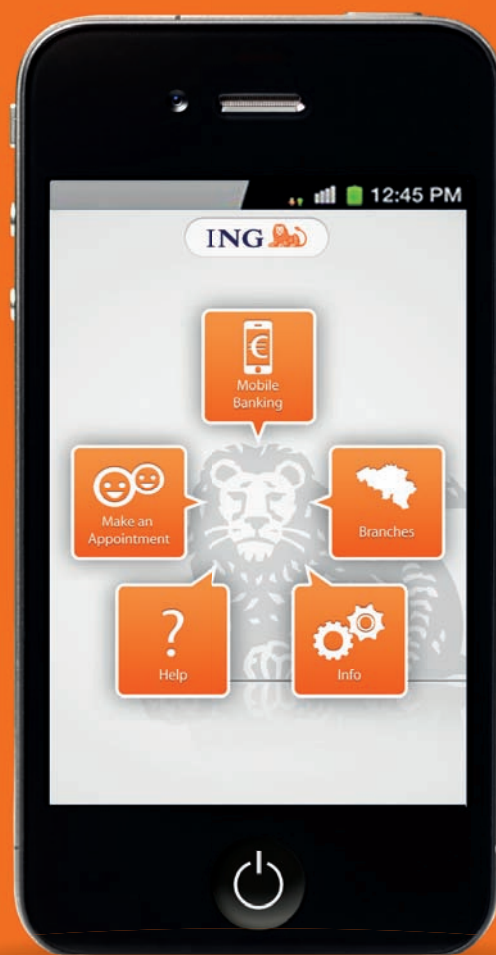 12:45 PM
ING
€
Mobile
Banking
Make an
Appointment
Branches
?
Help
Info